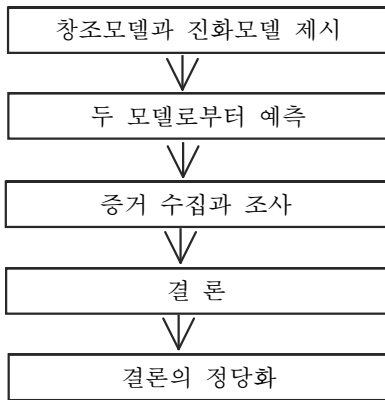 창조모델과 진화모델 제시
두 모델로부터 예측
증거 수집과 조사
결 론
결론의 정당화